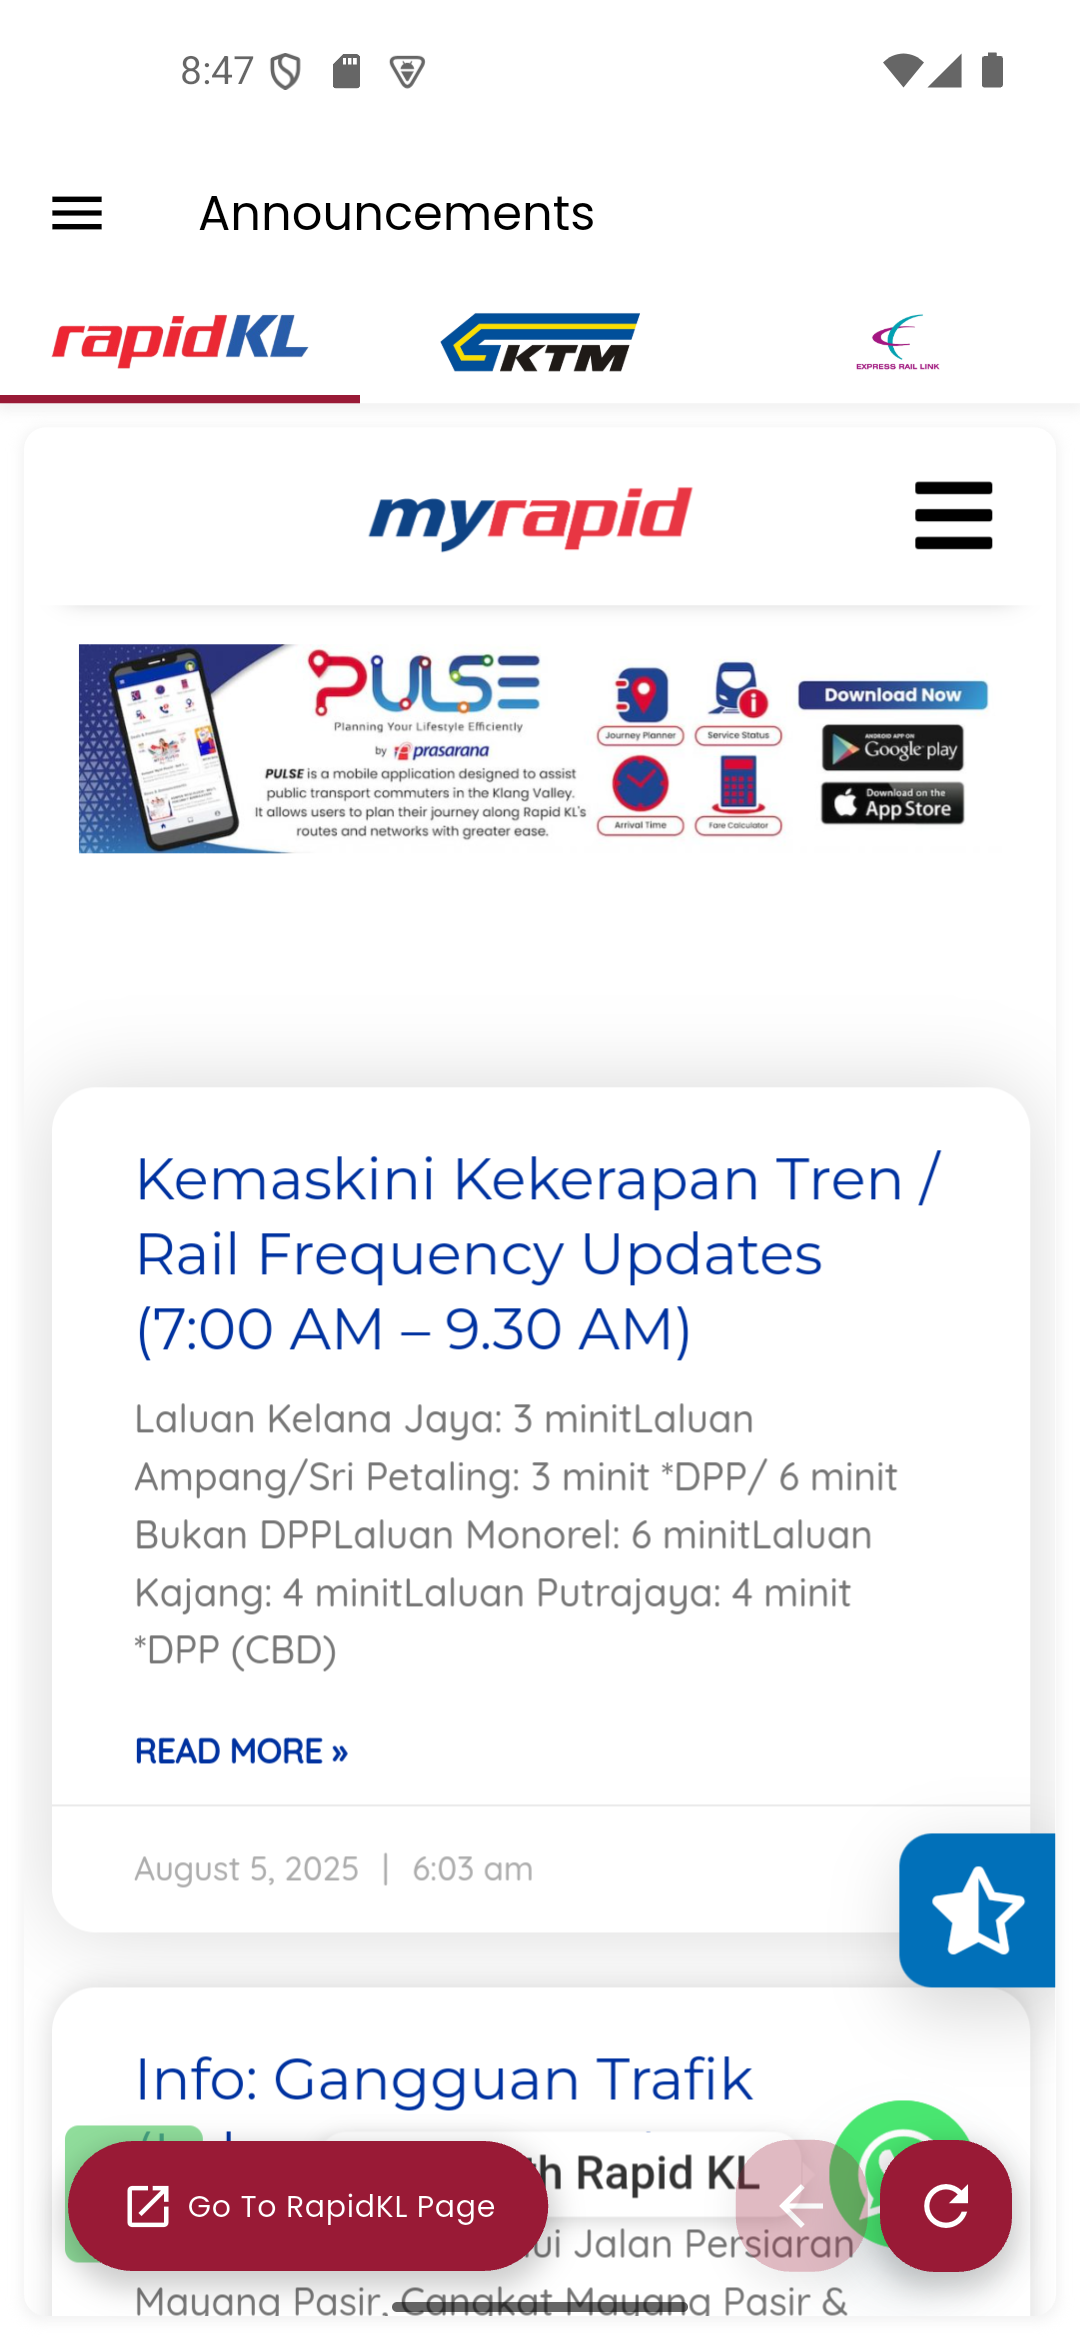 8:47
Announcements
rapidKL
KTM
EXPRESS RAIL LINK
myrapid
PULSE
Planning Your Lifestyle Efficiently
by prasarana
PULSE is a mobile application designed to assist
public transport commuters in the Klang Valley.
It allows users to plan their journey along Rapid KL's
routes and networks with greater ease.
Journey Planner
Service Status
Arrival Time
Fare Calculator
Download Now
ANDROID APP ON
Google play
Download on the
App Store
Kemaskini Kekerapan Tren /
Rail Frequency Updates
(7:00 AM – 9.30 AM)
Laluan Kelana Jaya: 3 minitLaluan
Ampang/Sri Petaling: 3 minit *DPP/ 6 minit
Bukan DPPLaluan Monorel: 6 minitLaluan
Kajang: 4 minitLaluan Putrajaya: 4 minit
*DPP (CBD)
READ MORE »
August 5, 2025 | 6:03 am
Info: Gangguan Trafik
Rapid KL
Go To RapidKL Page
Jalan Persiaran
Mayang Pasir, Cangkat Mayang Pasir &